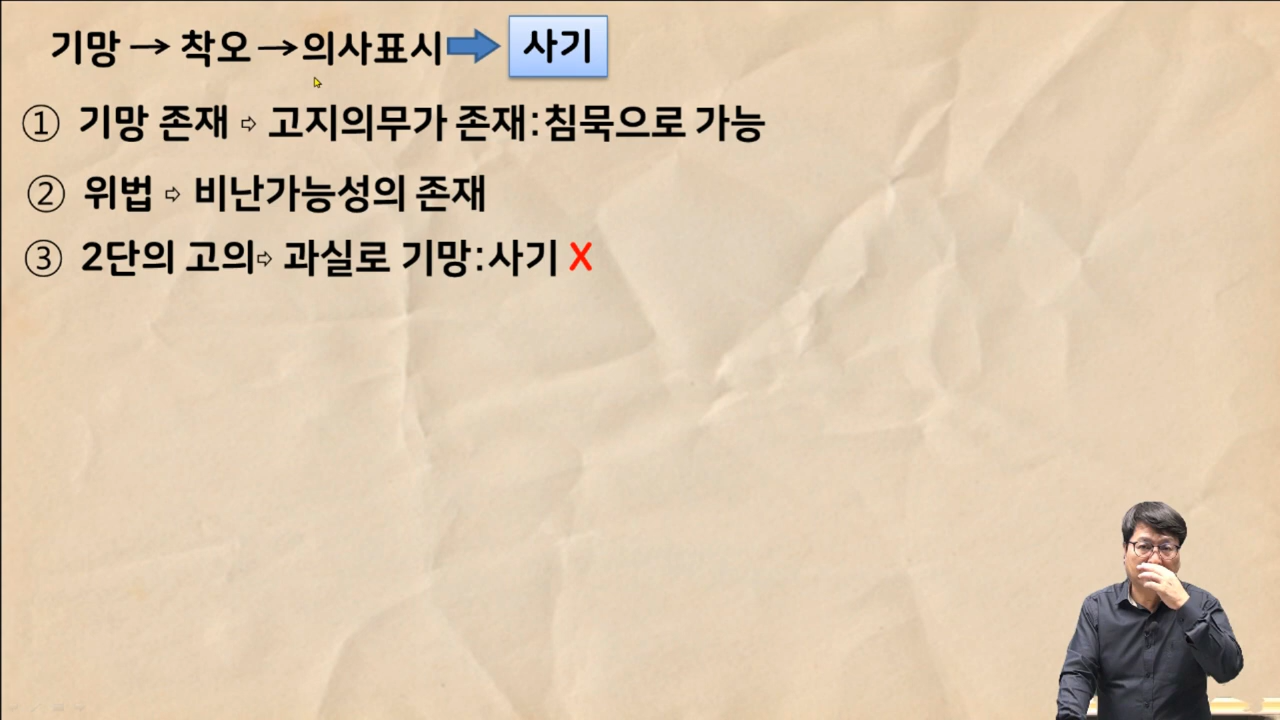 기망 → 착오 → 의사표시 ➡ 사기
① 기망 존재 ⇨ 고지의무가 존재:침묵으로 가능
② 위법 ⇨ 비난가능성의 존재
③ 2단의 고의⇨ 과실로 기망:사기 X